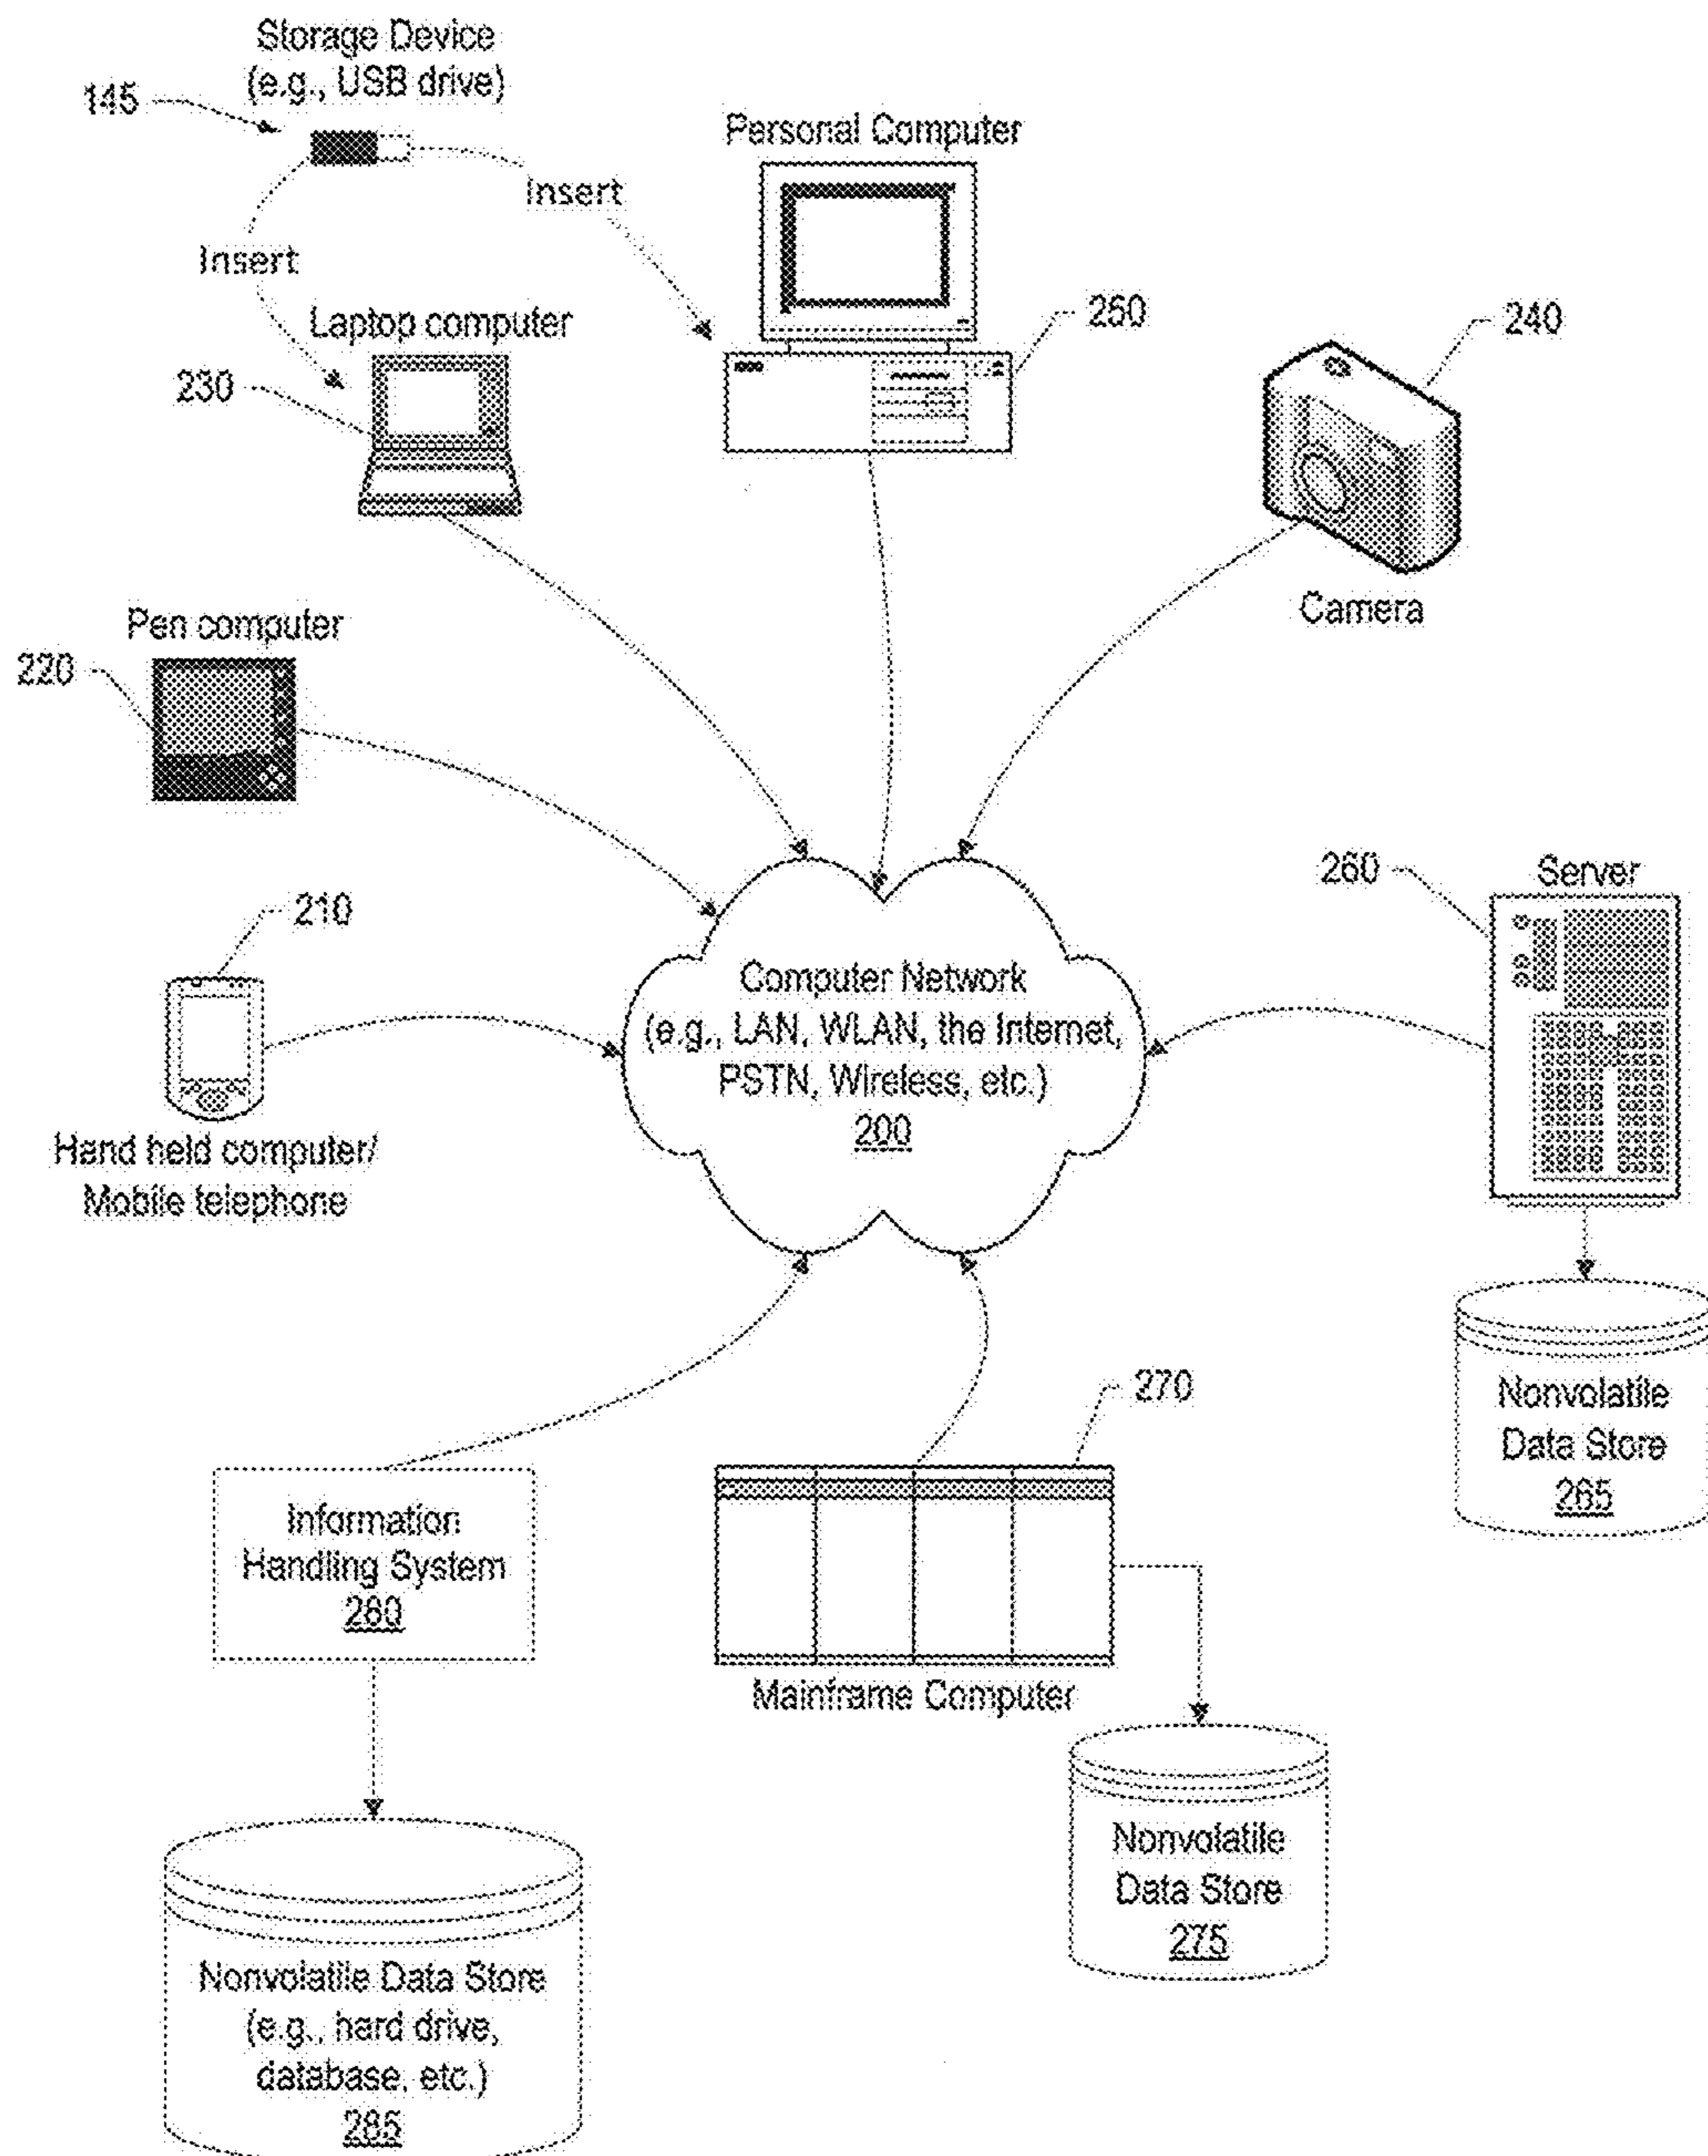 Storage Device
(e.g., USB drive)
145
Insert
Insert
Personal Computer
250
Laptop computer
230
240
Camera
Pen computer
220
210
Hand held computer/
Mobile telephone
Computer Network
(e.g., LAN, WLAN, the Internet,
PSTN, Wireless, etc.)
200
260
Server
Nonvolatile
Data Store
265
270
Mainframe Computer
Information
Handling System
280
Nonvolatile
Data Store
275
Nonvolatile Data Store
(e.g., hard drive,
database, etc.)
285